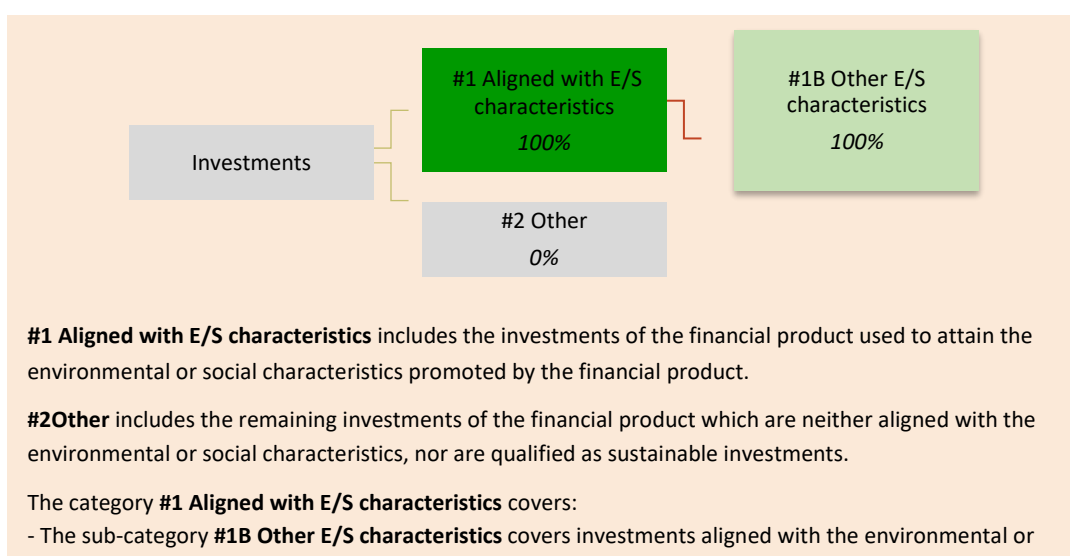 #1 Aligned with E/S
characteristics
100%
#1B Other E/S
characteristics
100%
Investments
#2 Other
0%
#1 Aligned with E/S characteristics includes the investments of the financial product used to attain the
environmental or social characteristics promoted by the financial product.
#2Other includes the remaining investments of the financial product which are neither aligned with the
environmental or social characteristics, nor are qualified as sustainable investments.
The category #1 Aligned with E/S characteristics covers:
- The sub-category #1B Other E/S characteristics covers investments aligned with the environmental or